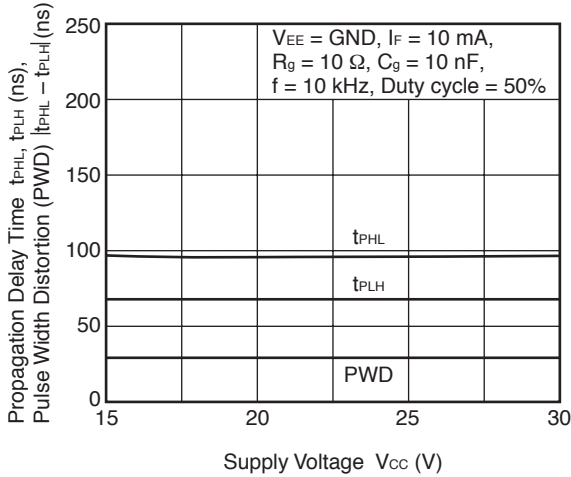 Propagation Delay Time tPHL, tPLH (ns),
Pulse Width Distortion (PWD) |tPHL – tPLH|(ns)
250
200
150
100
50
0
VEE = GND, IF = 10 mA,
Rg = 10 Ω, Cg = 10 nF,
f = 10 kHz, Duty cycle = 50%
tPHL
tPLH
PWD
15
20
25
30
Supply Voltage VCC (V)